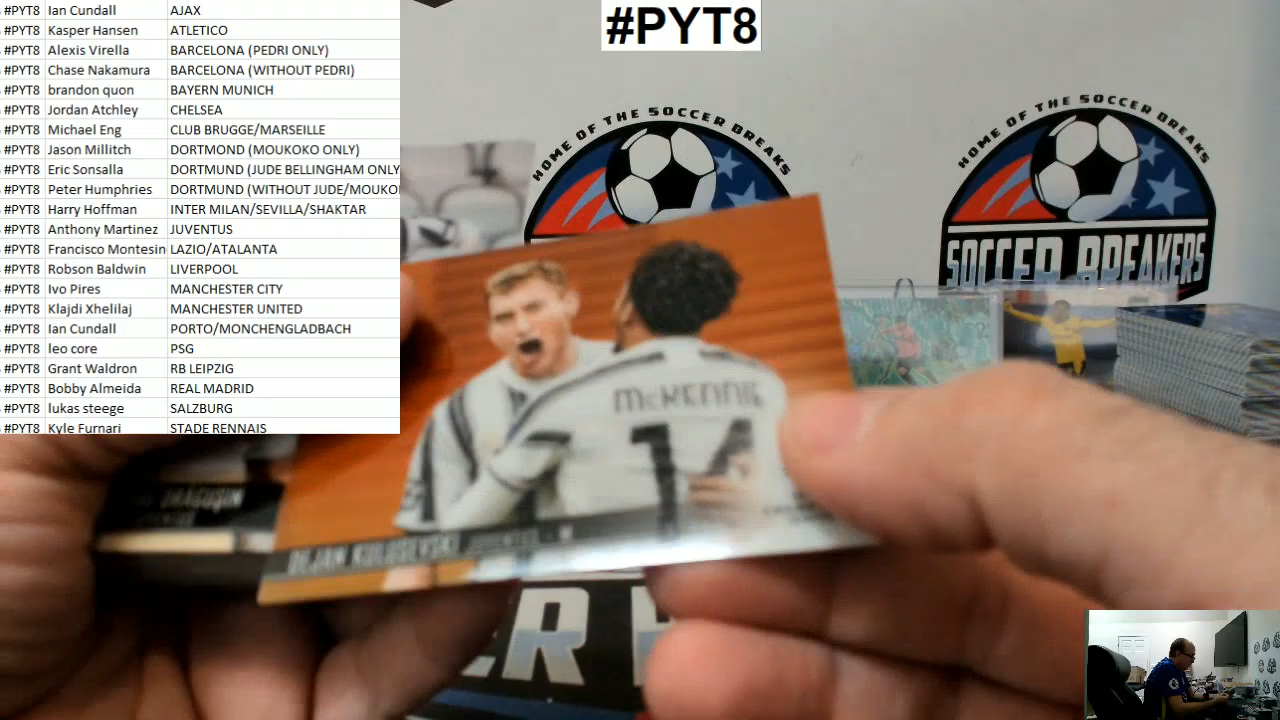 #PYT8 Ian Cundall AJAX
#PYT8 Kasper Hansen ATLETICO
#PYT8 Alexis Virella BARCELONA (PEDRI ONLY)
#PYT8 Chase Nakamura BARCELONA (WITHOUT PEDRI)
#PYT8 brandon quon BAYERN MUNICH
#PYT8 Jordan Atchley CHELSEA
#PYT8 Michael Eng CLUB BRUGGE/MARSEILLE
#PYT8 Jason Millitch DORTMOND (MOUKOKO ONLY)
#PYT8 Eric Sonsalla DORTMUND (JUDE BELLINGHAM ONLY
#PYT8 Peter Humphries DORTMUND (WITHOUT JUDE/MOUKO
#PYT8 Harry Hoffman INTER MILAN/SEVILLA/SHAKTAR
#PYT8 Anthony Martinez JUVENTUS
#PYT8 Francisco Montesin LAZIO/ATALANTA
#PYT8 Robson Baldwin LIVERPOOL
#PYT8 Ivo Pires MANCHESTER CITY
#PYT8 Klajdi Xhelilaj MANCHESTER UNITED
#PYT8 Ian Cundall PORTO/MONCHENGLADBACH
#PYT8 leo core PSG
#PYT8 Grant Waldron RB LEIPZIG
#PYT8 Bobby Almeida REAL MADRID
#PYT8 lukas steege SALZBURG
#PYT8 Kyle Furnari STADE RENNAIS
#PYT8
HOME OF THE SOCCER BREAKS
HOME OF THE SOCCER BREAKS
SOCCER BREAKERS
McKENNIE
14
DRAGUŞIN
DEJAN KULUSEVSKI JUVENTUS
ER